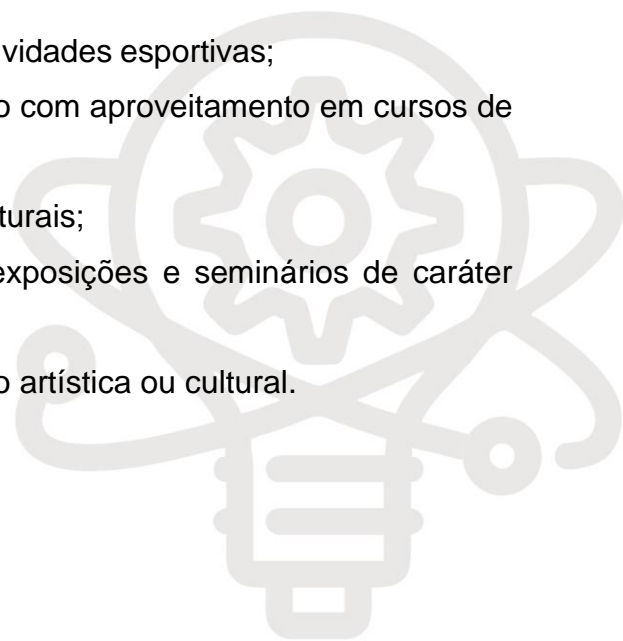 vidades esportivas;
o com aproveitamento em cursos de
turais;
exposições e seminários de caráter
o artística ou cultural.